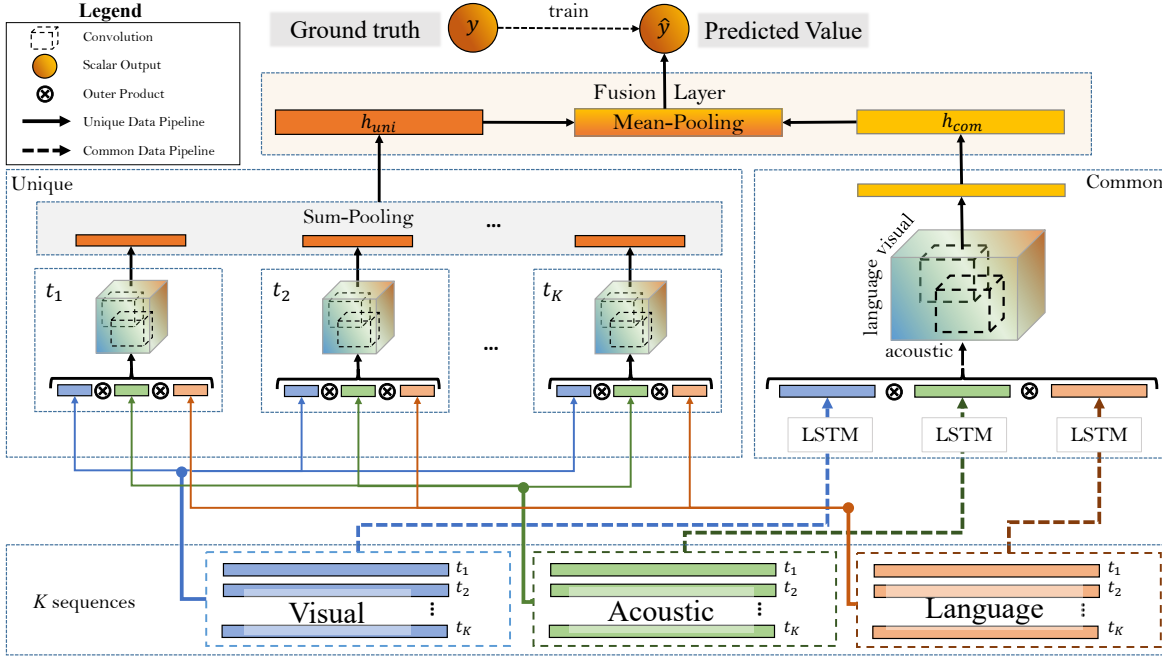 Legend
Convolution
Scalar Output
Outer Product
Unique Data Pipeline
Common Data Pipeline
Ground truth
y
train
ŷ
Predicted Value
Fusion Layer
h_uni
Mean-Pooling
h_com
Unique
Common
Sum-Pooling
...
t_1
t_2
t_K
...
visual
language
acoustic
LSTM
LSTM
LSTM
K sequences
t_1
t_2
⋮
t_K
Visual
t_1
t_2
⋮
t_K
Acoustic
t_1
t_2
⋮
t_K
Language